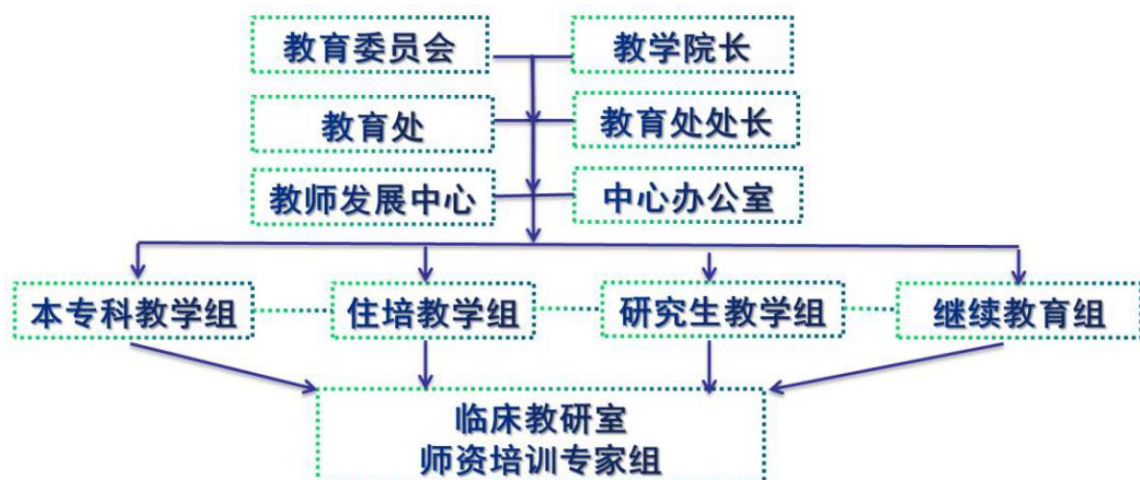 教育委员会
教学院长
教育处
教育处处长
教师发展中心
中心办公室
本专科教学组
住培教学组
研究生教学组
继续教育组
临床教研室
师资培训专家组